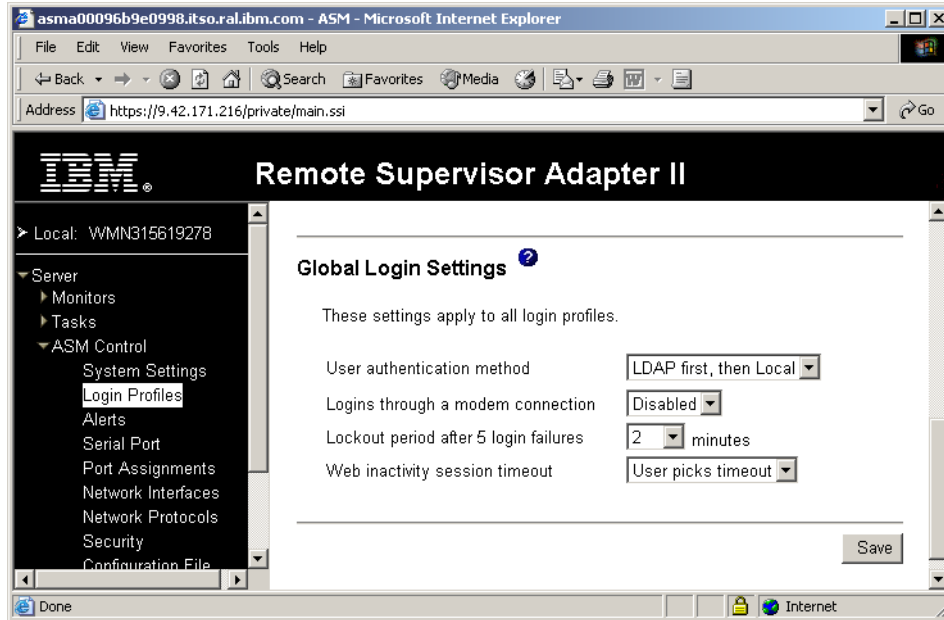 asma00096b9e0998.itso.ral.ibm.com - ASM - Microsoft Internet Explorer
File Edit View Favorites Tools Help
Back Search Favorites Media
Address https://9.42.171.216/private/main.ssi Go
IBM® Remote Supervisor Adapter II
Local: WMN315619278
Server
Monitors
Tasks
ASM Control
System Settings
Login Profiles
Alerts
Serial Port
Port Assignments
Network Interfaces
Network Protocols
Security
Configuration File
Global Login Settings ?
These settings apply to all login profiles.
User authentication method LDAP first, then Local
Logins through a modem connection Disabled
Lockout period after 5 login failures 2 minutes
Web inactivity session timeout User picks timeout
Save
Done Internet